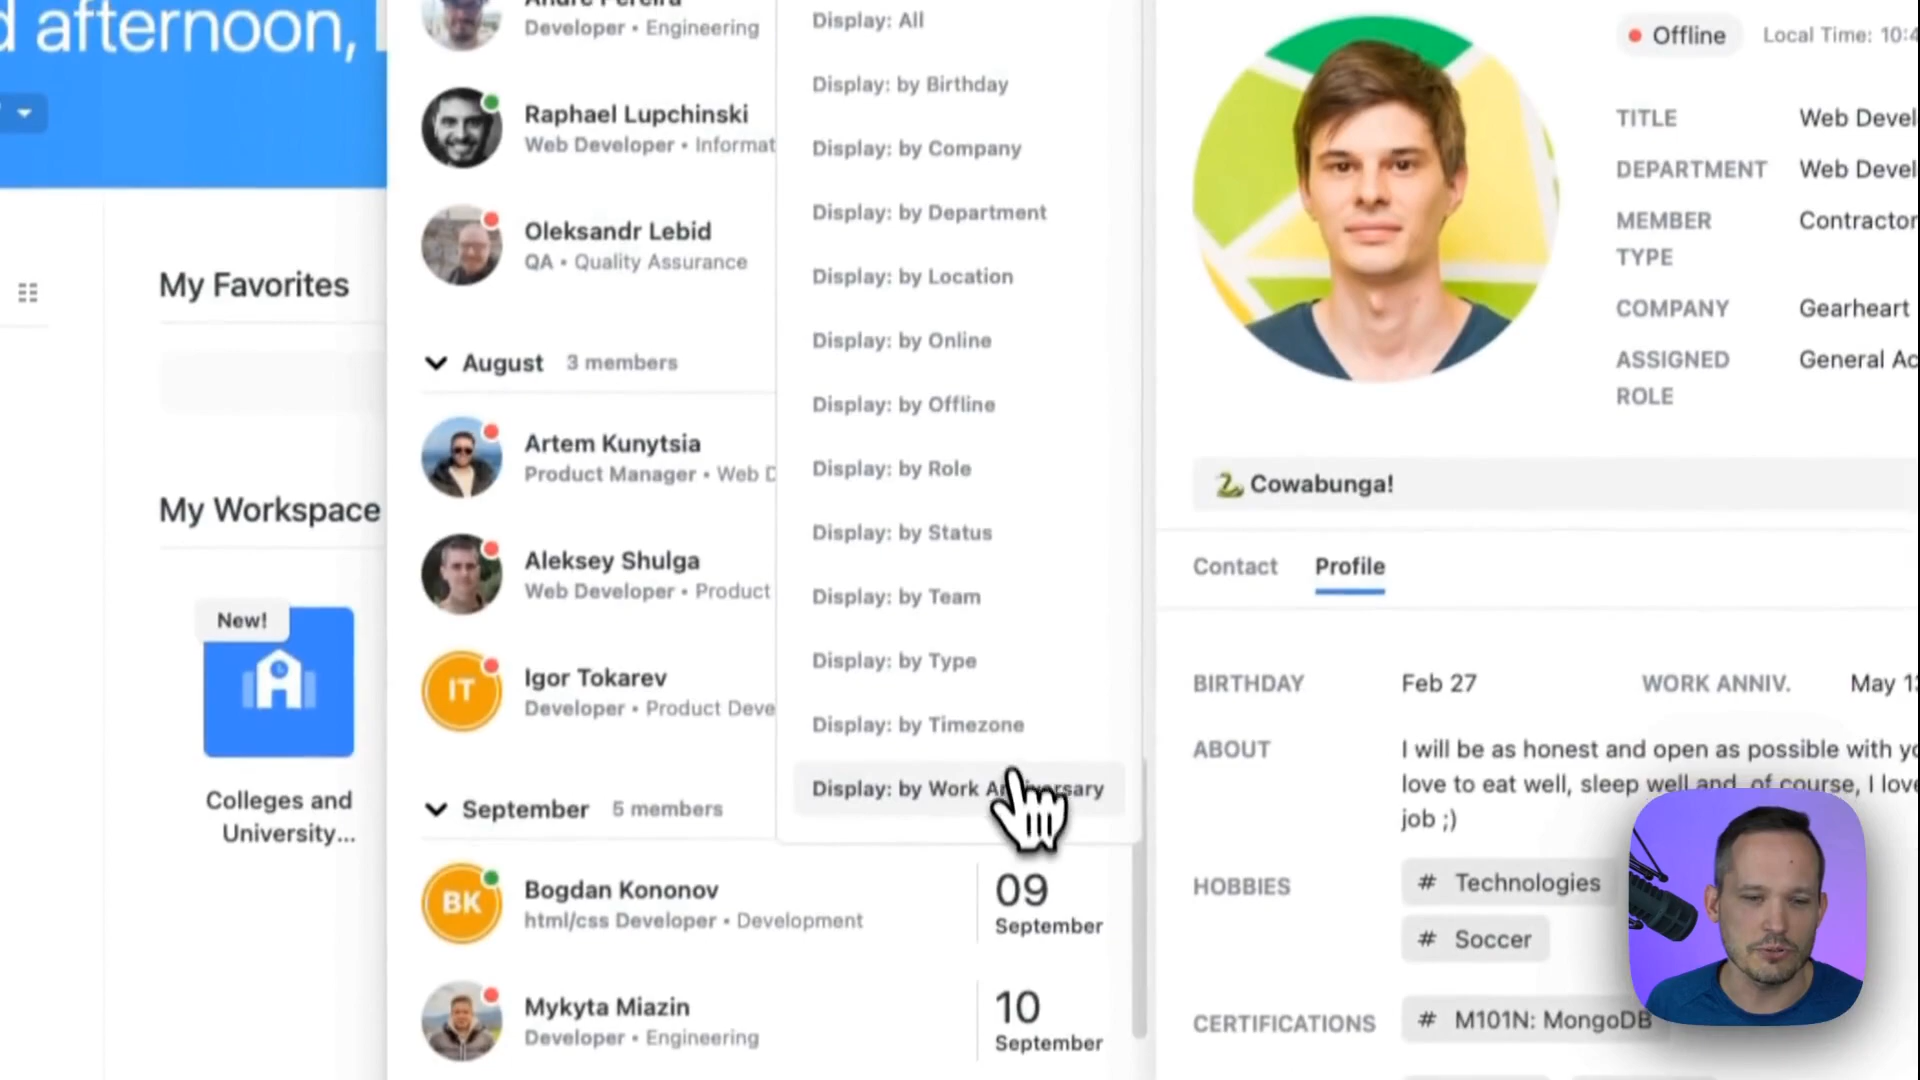 afternoon,
My Favorites
My Workspace
New!
Colleges and
University...
Developer • Engineering
Raphael Lupchinski
Web Developer •
Oleksandr Lebid
QA • Quality Assurance
August 3 members
Artem Kunytsia
Product Manager • Web
Aleksey Shulga
Web Developer • Product
IT
Igor Tokarev
Developer • Product
September 5 members
BK
Bogdan Kononov
html/css Developer • Development
09
September
Mykyta Miazin
Developer • Engineering
10
September
Display: All
Display: by Birthday
Display: by Company
Display: by Department
Display: by Location
Display: by Online
Display: by Offline
Display: by Role
Display: by Status
Display: by Team
Display: by Type
Display: by Timezone
Display: by Work Anniversary
Offline Local Time:
TITLE Web
DEPARTMENT Web
MEMBER Contractor
TYPE
COMPANY Gearheart
ASSIGNED General
ROLE
Cowabunga!
Contact Profile
BIRTHDAY Feb 27 WORK ANNIV. May
ABOUT I will be as honest and open as possible with
love to eat well, sleep well and, of course, I
job ;)
HOBBIES # Technologies
# Soccer
CERTIFICATIONS # M101N: MongoDB